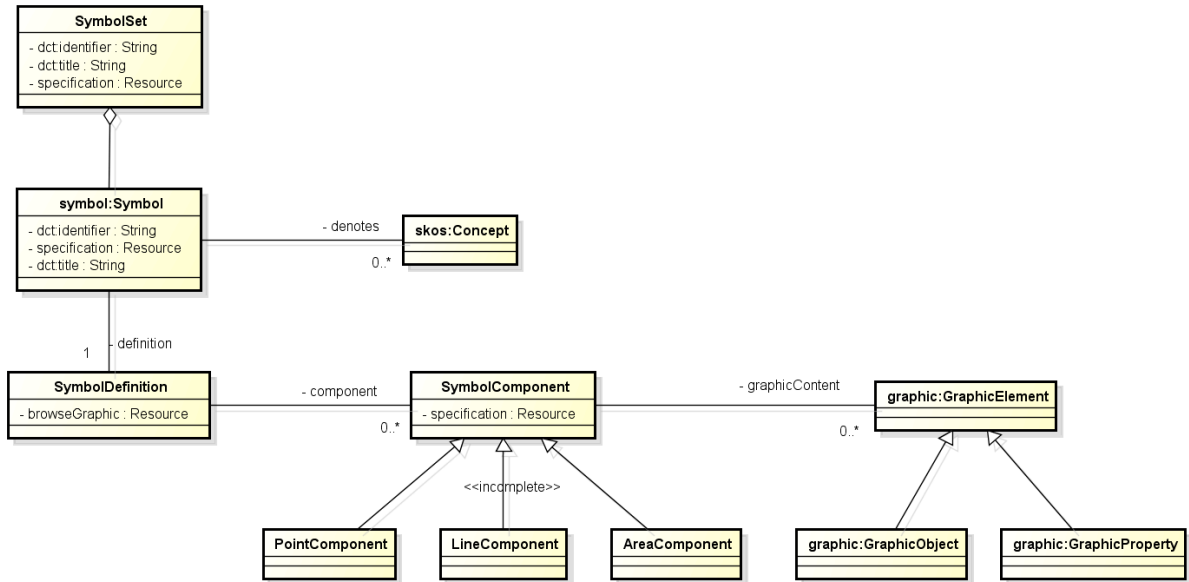 SymbolSet
- dct:identifier : String
- dct:title : String
- specification : Resource
symbol:Symbol
- dct:identifier : String
- specification : Resource
- dct:title : String
- denotes
0..*
skos:Concept
- definition
1
SymbolDefinition
- browseGraphic : Resource
- component
0..*
SymbolComponent
- specification : Resource
- graphicContent
0..*
graphic:GraphicElement
<<incomplete>>
PointComponent
LineComponent
AreaComponent
graphic:GraphicObject
graphic:GraphicProperty